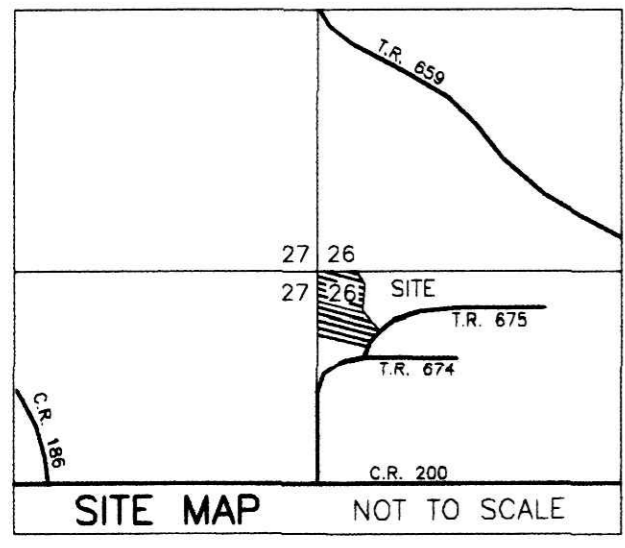 T.R. 659
27 26
27 26 SITE
T.R. 675
T.R. 674
C.R. 186
C.R. 200
SITE MAP NOT TO SCALE